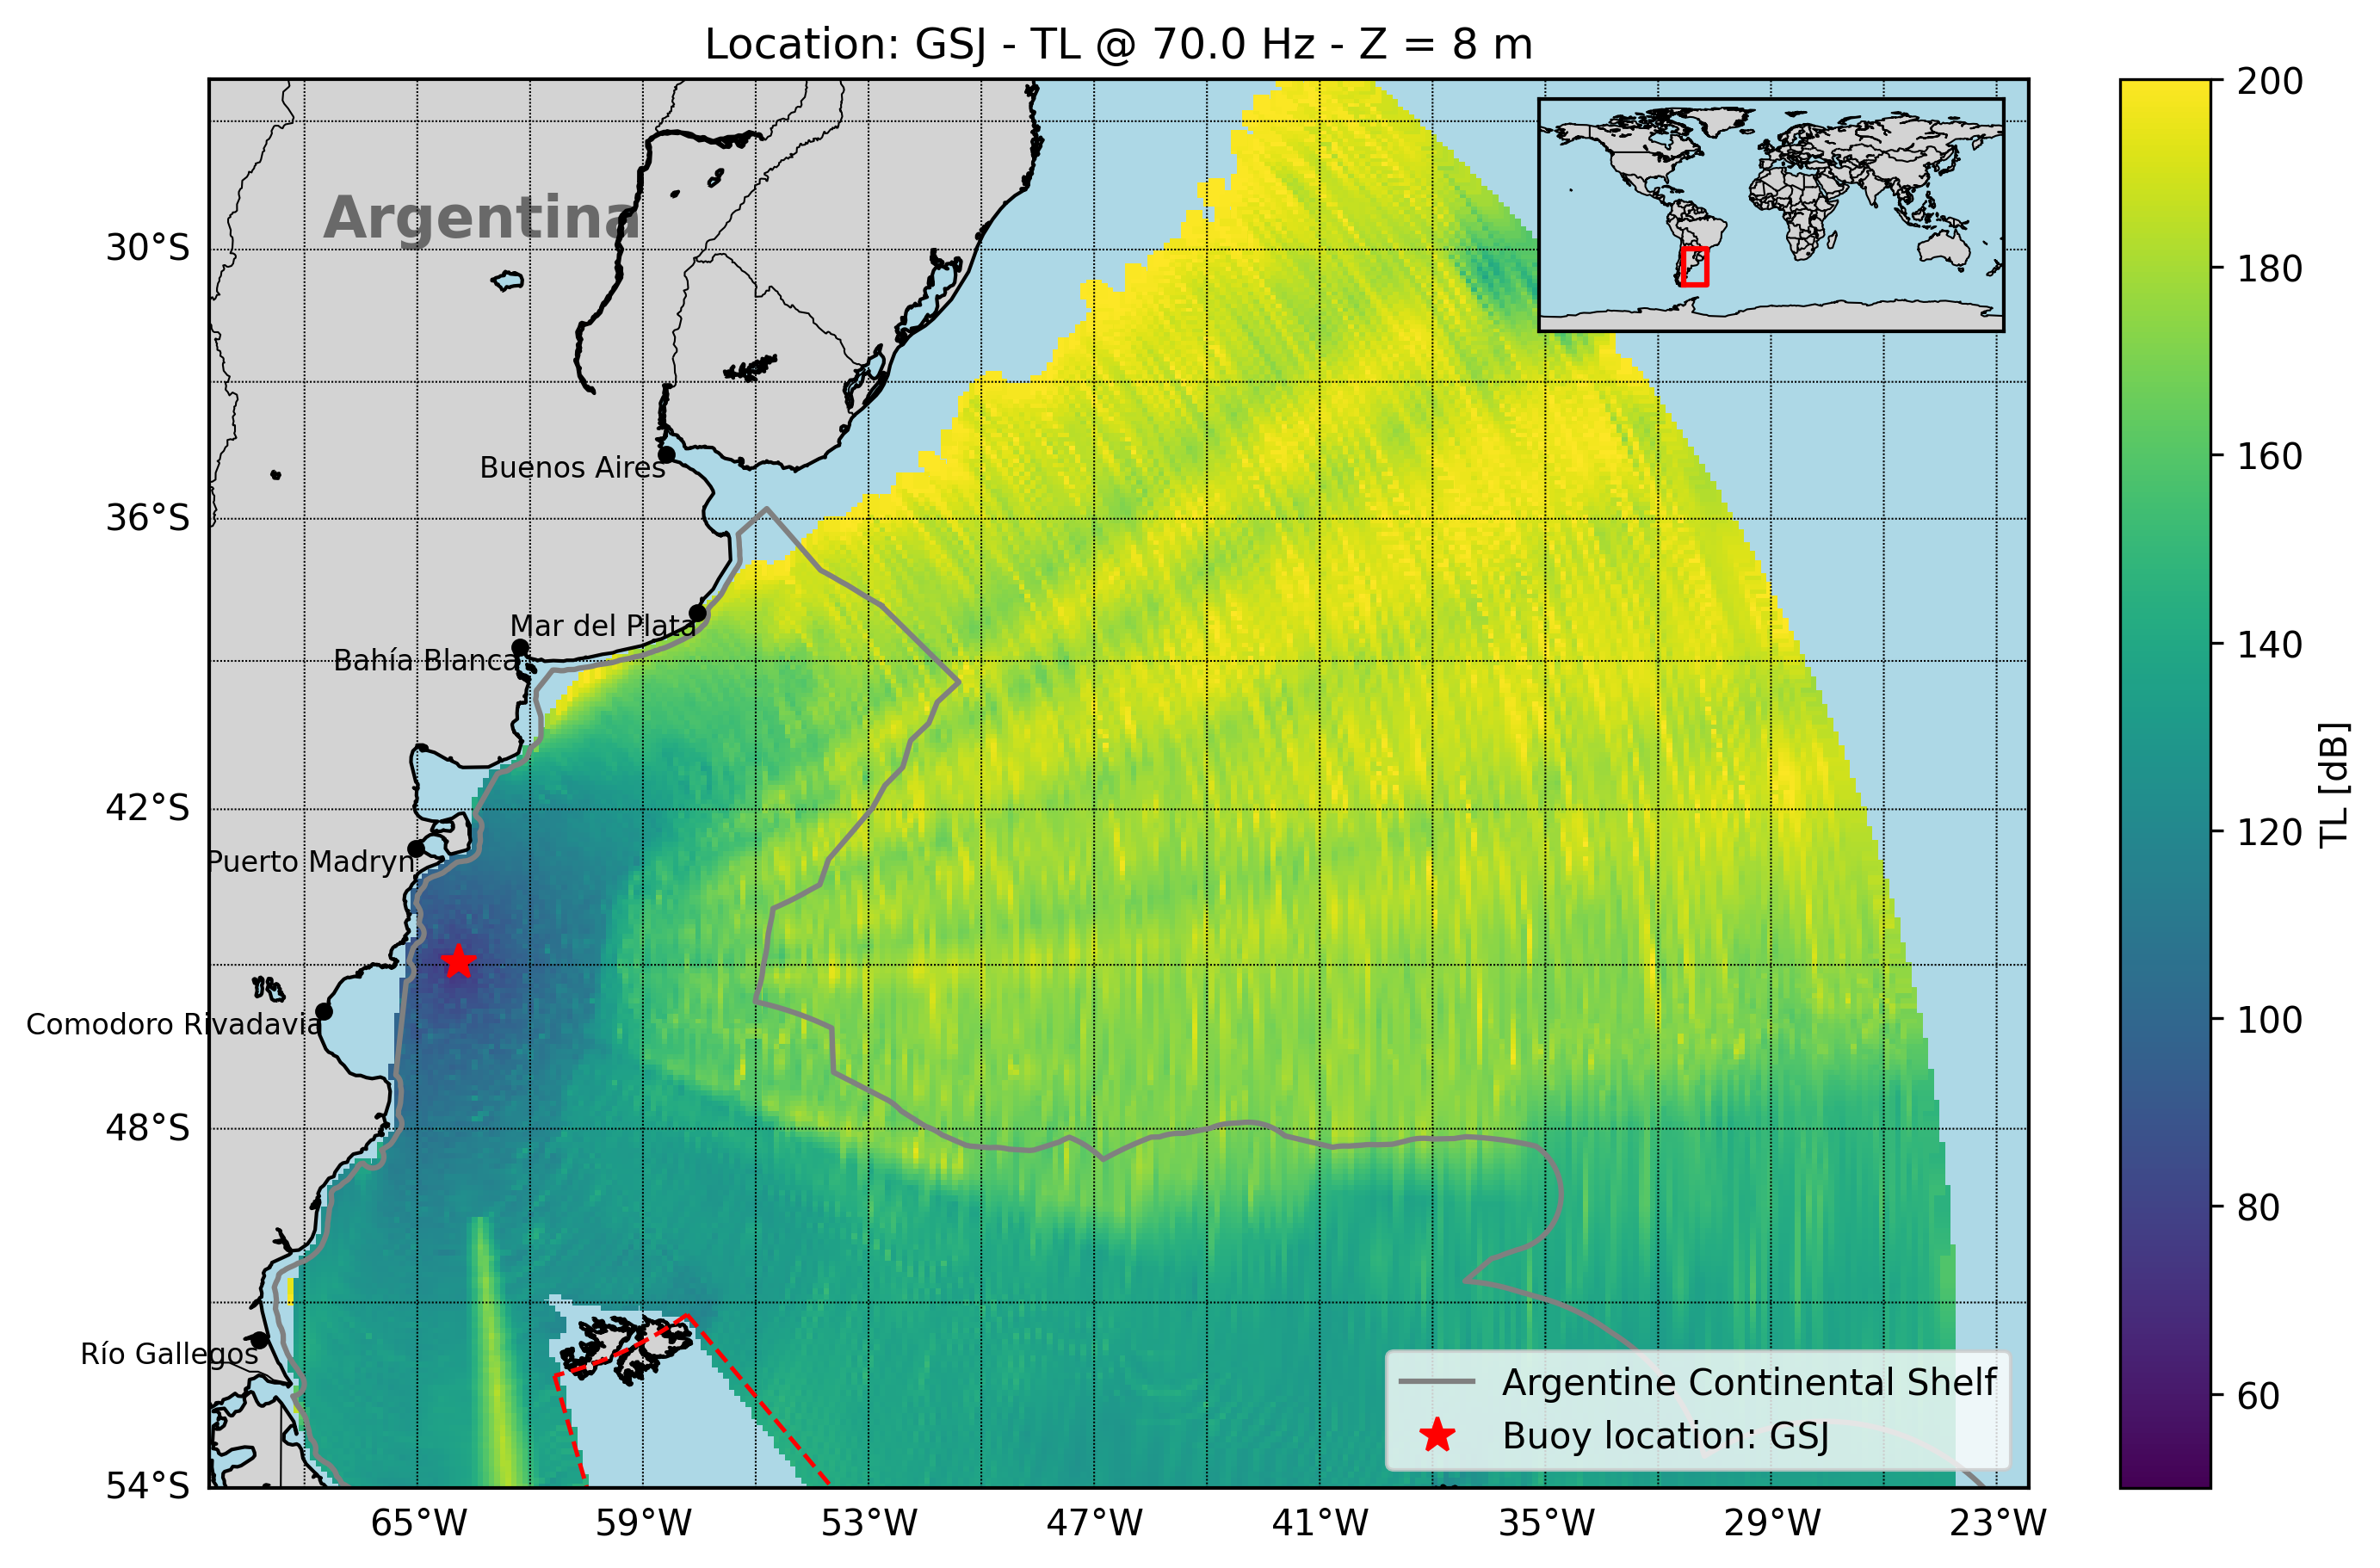 Location: GSJ - TL @ 70.0 Hz - Z = 8 m
Argentina
30°S
36°S
42°S
48°S
54°S
Buenos Aires
Mar del Plata
Bahía Blanca
Puerto Madryn
Comodoro Rivadavia
Río Gallegos
Argentine Continental Shelf
Buoy location: GSJ
65°W
59°W
53°W
47°W
41°W
35°W
29°W
23°W
200
180
160
140
120
100
80
60
TL [dB]